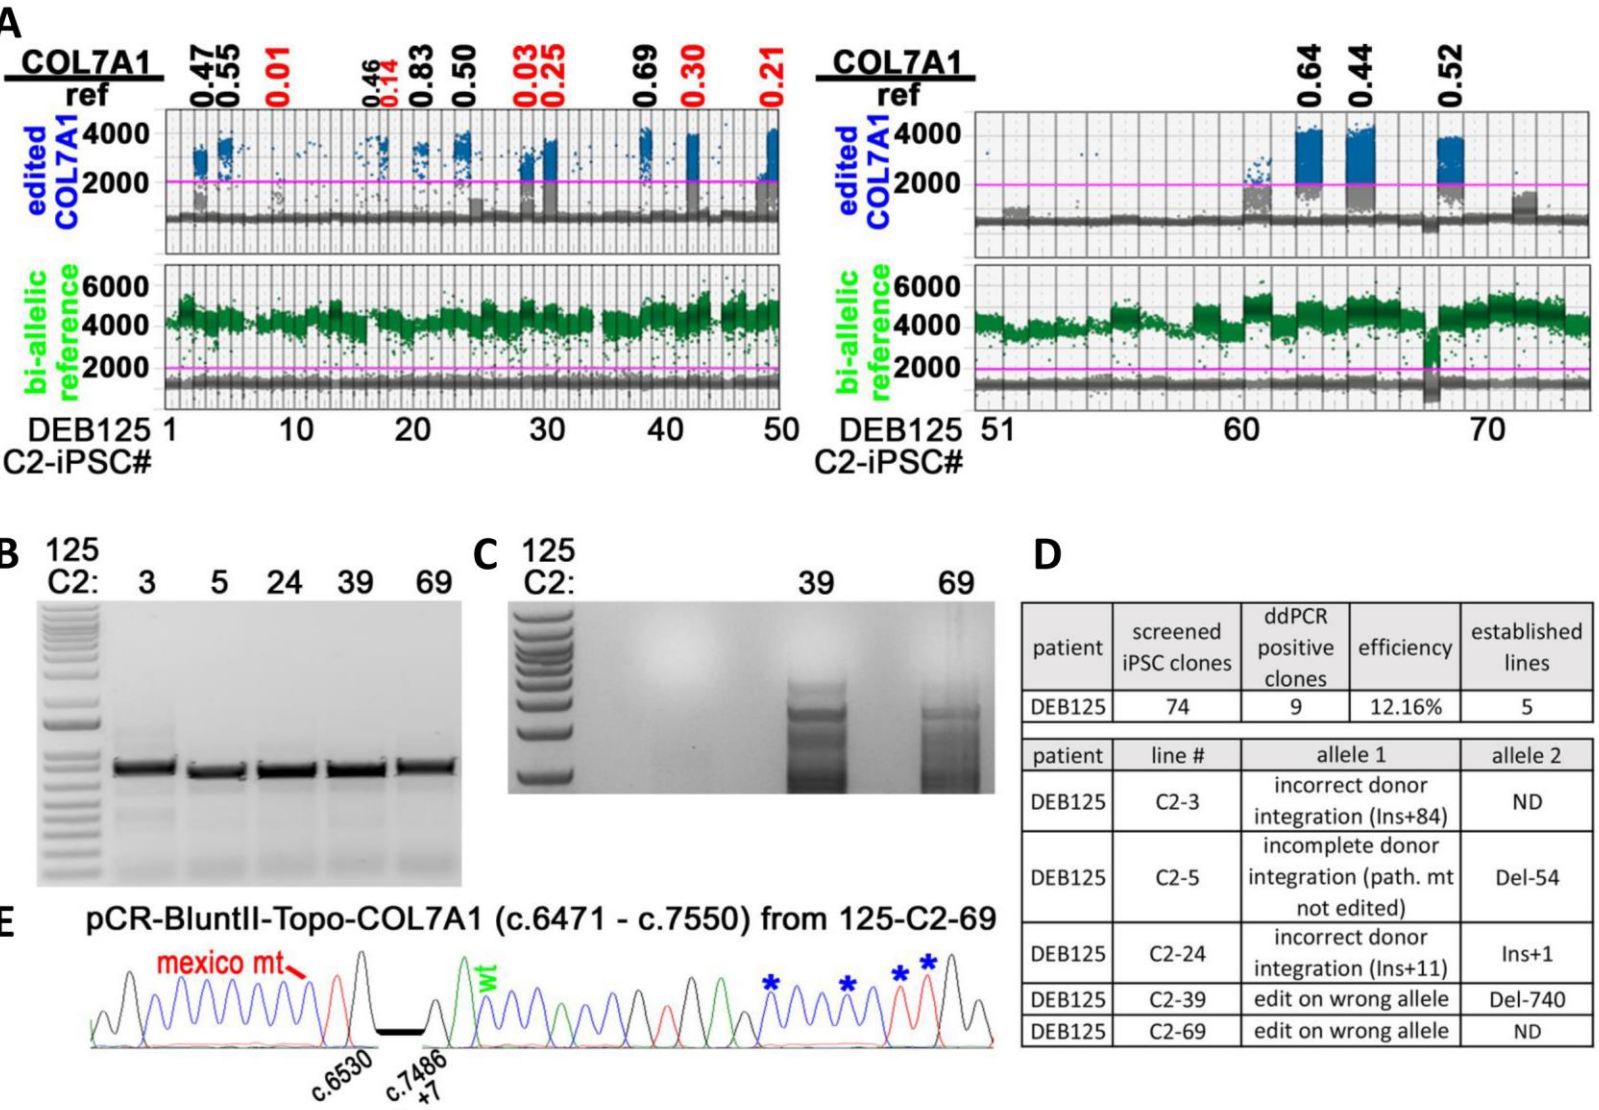 A
COL7A1
ref
0.47
0.55
0.01
0.46
0.14
0.83
0.50
0.03
0.25
0.69
0.30
0.21
edited
COL7A1
4000
2000
bi-allelic
reference
6000
4000
2000
DEB125
C2-iPSC#
1 10 20 30 40 50
COL7A1
ref
0.64
0.44
0.52
edited
COL7A1
4000
2000
bi-allelic
reference
6000
4000
2000
DEB125
C2-iPSC#
51 60 70
B
125
C2: 3 5 24 39 69
C
125
C2: 39 69
D
patient screened iPSC clones ddPCR positive clones efficiency established lines
DEB125 74 9 12.16% 5
patient line # allele 1 allele 2
DEB125 C2-3 incorrect donor integration (Ins+84) ND
DEB125 C2-5 incomplete donor integration (path. mt not edited) Del-54
DEB125 C2-24 incorrect donor integration (Ins+11) Ins+1
DEB125 C2-39 edit on wrong allele Del-740
DEB125 C2-69 edit on wrong allele ND
E
pCR-BluntII-Topo-COL7A1 (c.6471 - c.7550) from 125-C2-69
mexico mt
wt
* * * *
c.6530
c.7486
+7